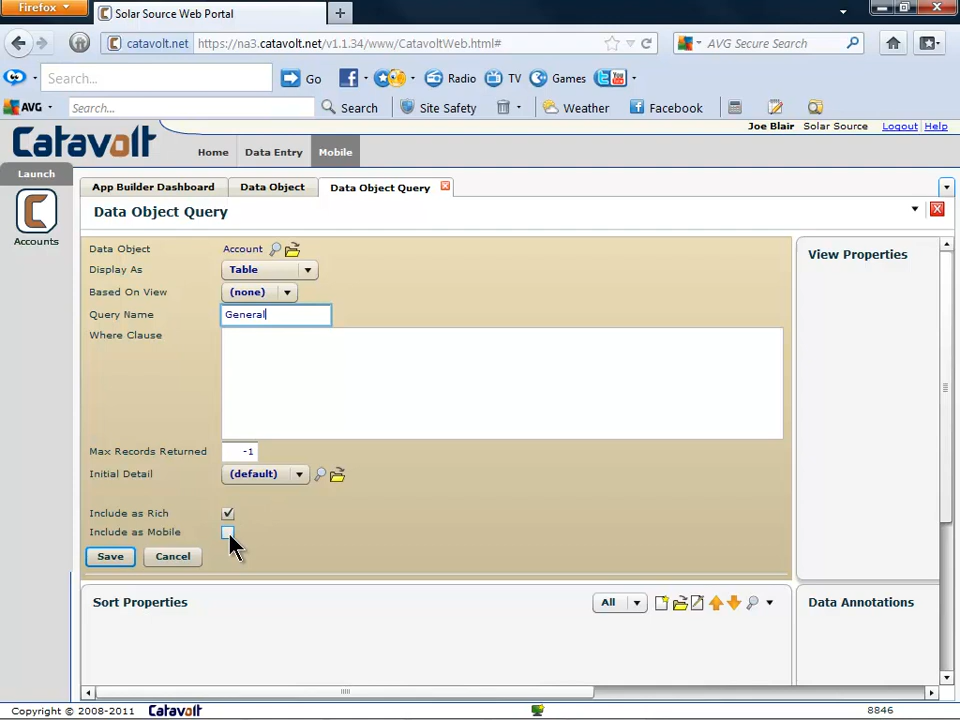 Firefox
Solar Source Web Portal
catavolt.net
https://na3.catavolt.net/v1.1.34/www/CatavoltWeb.html#
AVG Secure Search
Search...
Go
Radio
TV
Games
AVG
Search...
Search
Site Safety
Weather
Facebook
Catavolt
Joe Blair
Solar Source
Logout
Help
Home
Data Entry
Mobile
Launch
Accounts
App Builder Dashboard
Data Object
Data Object Query
Data Object Query
Data Object
Account
Display As
Table
Based On View
(none)
Query Name
General
Where Clause
Max Records Returned
-1
Initial Detail
(default)
Include as Rich
Include as Mobile
Save
Cancel
View Properties
Sort Properties
All
Data Annotations
Copyright © 2008-2011
Catavolt
8846